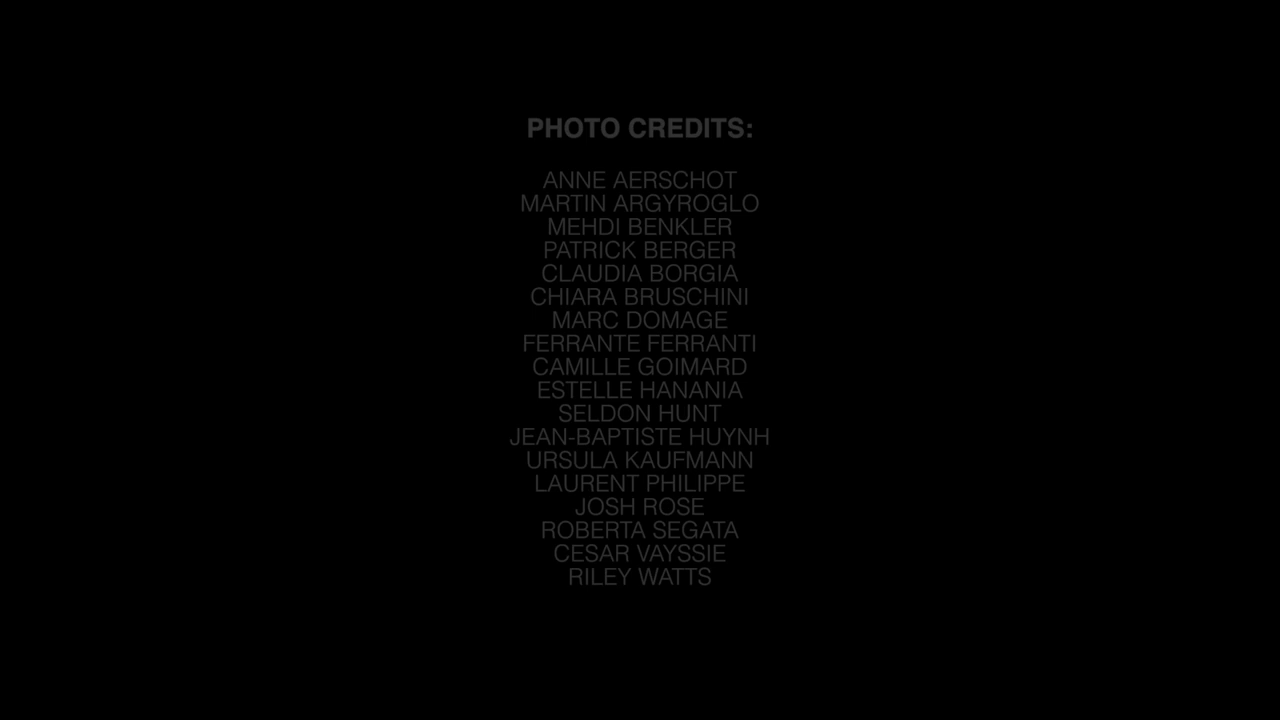 PHOTO CREDITS:
ANNE AERSCHOT
MARTIN ARGYROGLO
MEHDI BENKLER
PATRICK BERGER
CLAUDIA BORGIA
CHIARA BRUSCHINI
MARC DOMAGE
FERRANTE FERRANTI
CAMILLE GOIMARD
ESTELLE HANANIA
SELDON HUNT
JEAN-BAPTISTE HUYNH
URSULA KAUFMANN
LAURENT PHILIPPE
JOSH ROSE
ROBERTA SEGATA
CESAR VAYSSIE
RILEY WATTS